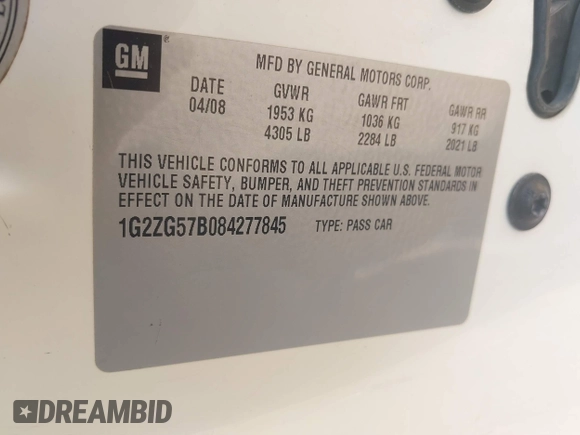 GM
®
MFD BY GENERAL MOTORS CORP.
DATE GVWR GAWR FRT GAWR RR
04/08 1953 KG 1036 KG 917 KG
4305 LB 2284 LB 2021 LB
THIS VEHICLE CONFORMS TO ALL APPLICABLE U.S. FEDERAL MOTOR
VEHICLE SAFETY, BUMPER, AND THEFT PREVENTION STANDARDS IN
EFFECT ON THE DATE OF MANUFACTURE SHOWN ABOVE.
1G2ZG57B084277845 TYPE: PASS CAR
DREAMBID